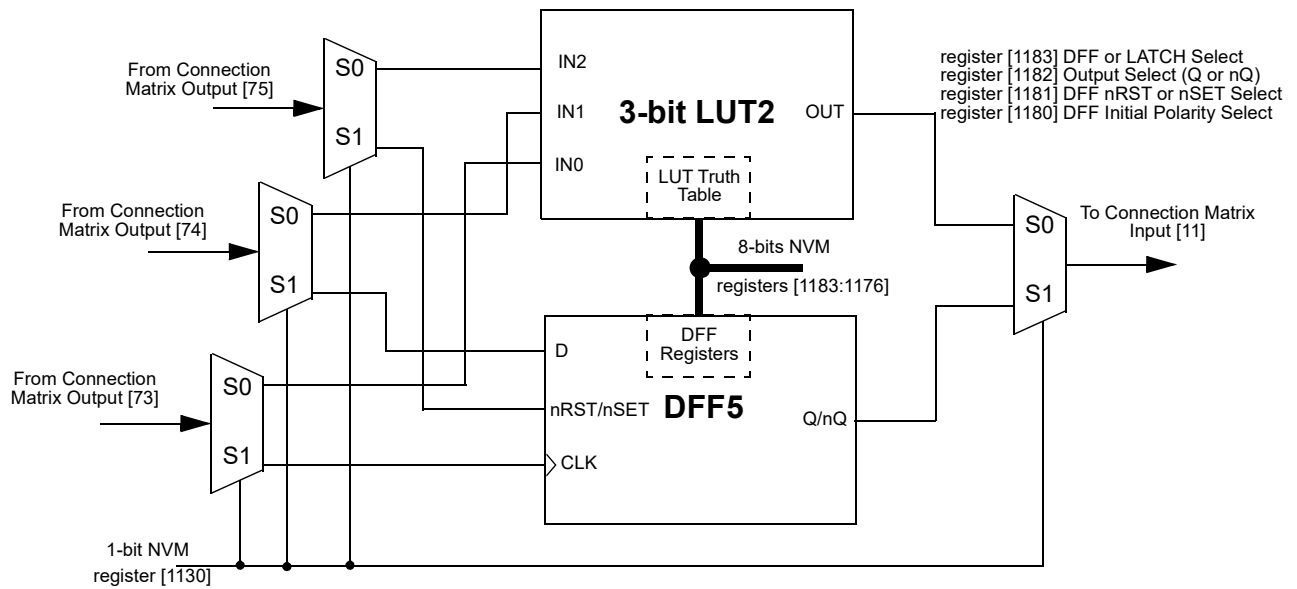 From Connection
Matrix Output [75]
S0
S1
IN2
IN1
IN0
3-bit LUT2
OUT
LUT Truth
Table
register [1183] DFF or LATCH Select
register [1182] Output Select (Q or nQ)
register [1181] DFF nRST or nSET Select
register [1180] DFF Initial Polarity Select
From Connection
Matrix Output [74]
S0
S1
8-bits NVM
registers [1183:1176]
S0
S1
To Connection Matrix
Input [11]
From Connection
Matrix Output [73]
S0
S1
D
nRST/nSET
CLK
DFF
Registers
DFF5
Q/nQ
1-bit NVM
register [1130]